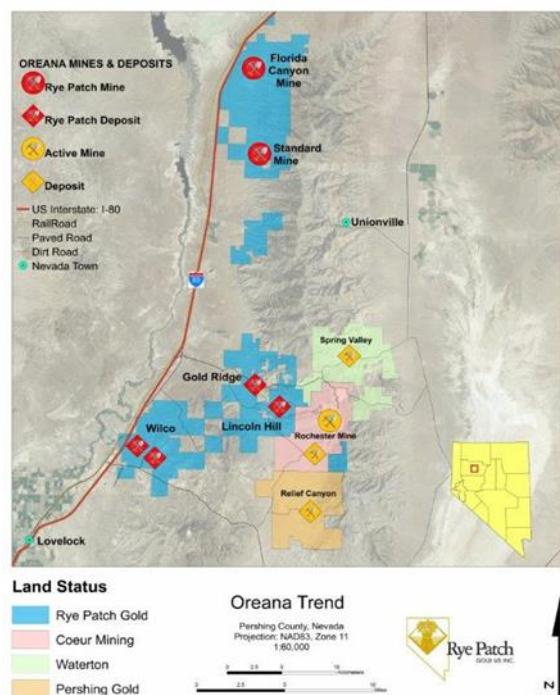 OREANA MINES & DEPOSITS
Rye Patch Mine
Rye Patch Deposit
Active Mine
Deposit
US Interstate: I-80
RailRoad
Paved Road
Dirt Road
Nevada Town
Florida
Canyon
Mine
Standard
Mine
Unionville
Spring Valley
Gold Ridge
Lincoln Hill
Rochester Mine
Wilco
Relief Canyon
Lovelock
Land Status
Rye Patch Gold
Coeur Mining
Waterton
Pershing Gold
Oreana Trend
Pershing County, Nevada
Projection: NAD83, Zone 11
1:60,000
Rye Patch
GOLD US INC.
N